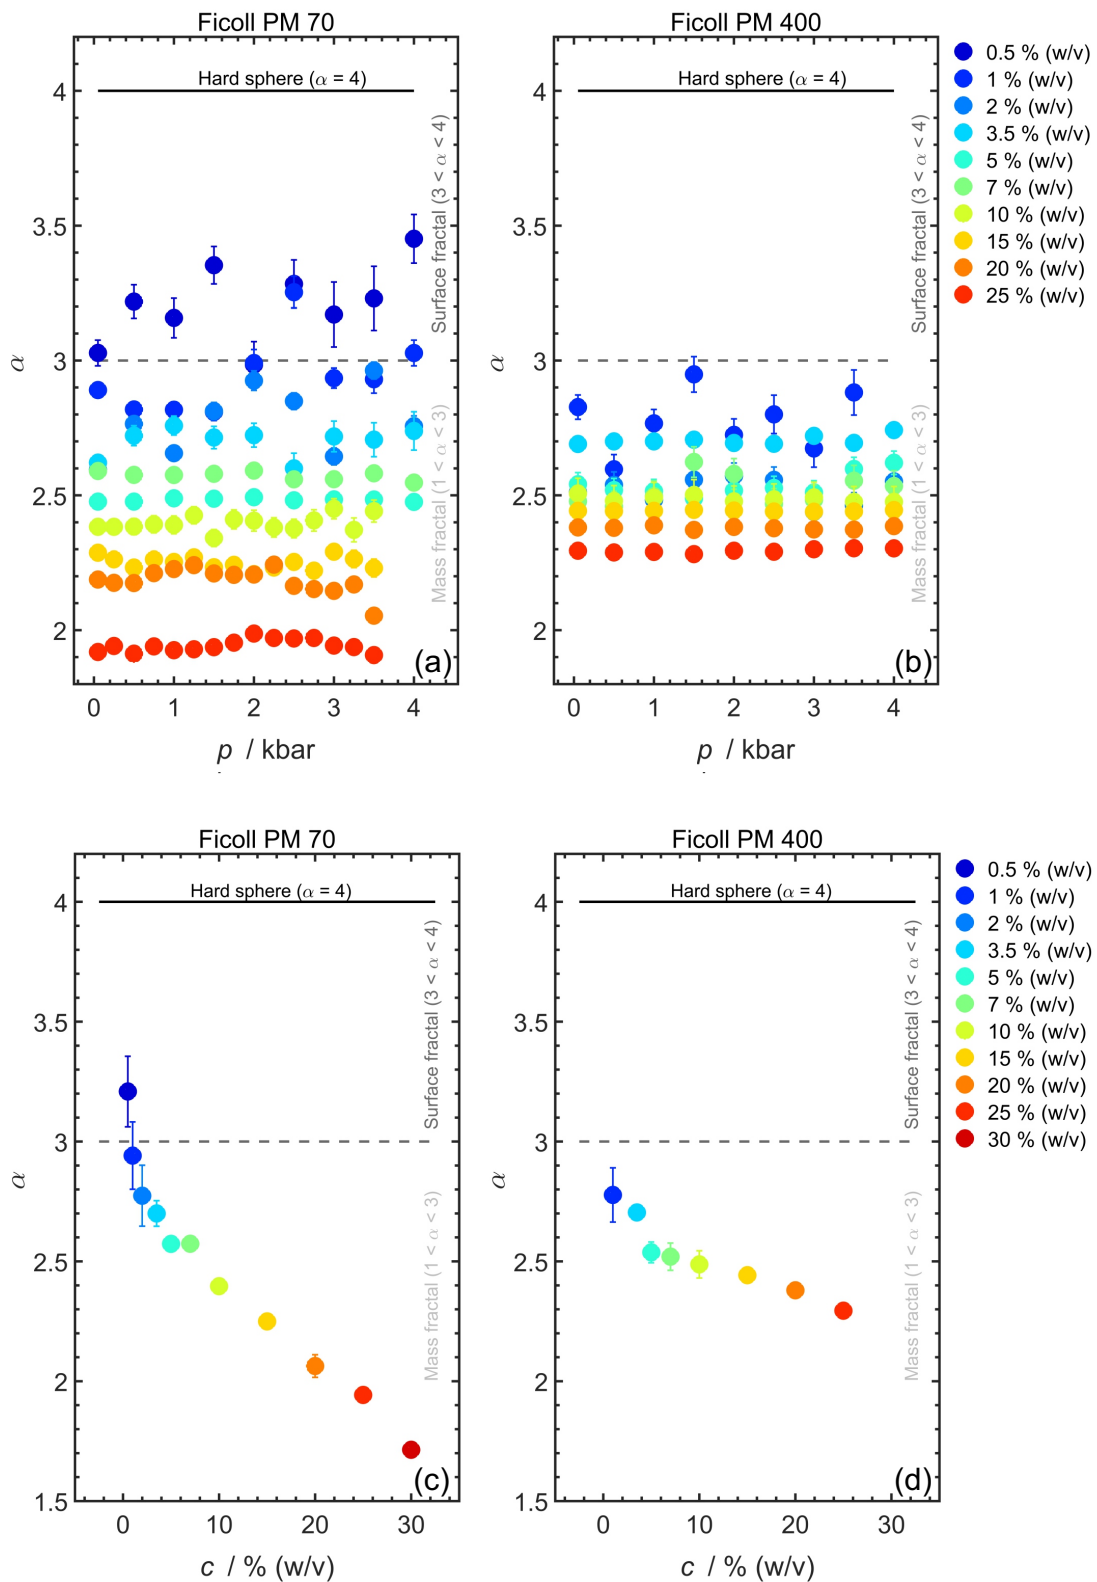 Ficoll PM 70
Hard sphere (α = 4)
Surface fractal (3 < α < 4)
Mass fractal (1 < α < 3)
4
3.5
3
2.5
2
α
0 1 2 3 4
p / kbar
(a)
Ficoll PM 400
Hard sphere (α = 4)
Surface fractal (3 < α < 4)
Mass fractal (1 < α < 3)
4
3.5
3
2.5
2
α
0 1 2 3 4
p / kbar
(b)
0.5 % (w/v)
1 % (w/v)
2 % (w/v)
3.5 % (w/v)
5 % (w/v)
7 % (w/v)
10 % (w/v)
15 % (w/v)
20 % (w/v)
25 % (w/v)
Ficoll PM 70
Hard sphere (α = 4)
Surface fractal (3 < α < 4)
Mass fractal (1 < α < 3)
4
3.5
3
2.5
2
1.5
α
0 10 20 30
c / % (w/v)
(c)
Ficoll PM 400
Hard sphere (α = 4)
Surface fractal (3 < α < 4)
Mass fractal (1 < α < 3)
4
3.5
3
2.5
2
1.5
α
0 10 20 30
c / % (w/v)
(d)
0.5 % (w/v)
1 % (w/v)
2 % (w/v)
3.5 % (w/v)
5 % (w/v)
7 % (w/v)
10 % (w/v)
15 % (w/v)
20 % (w/v)
25 % (w/v)
30 % (w/v)